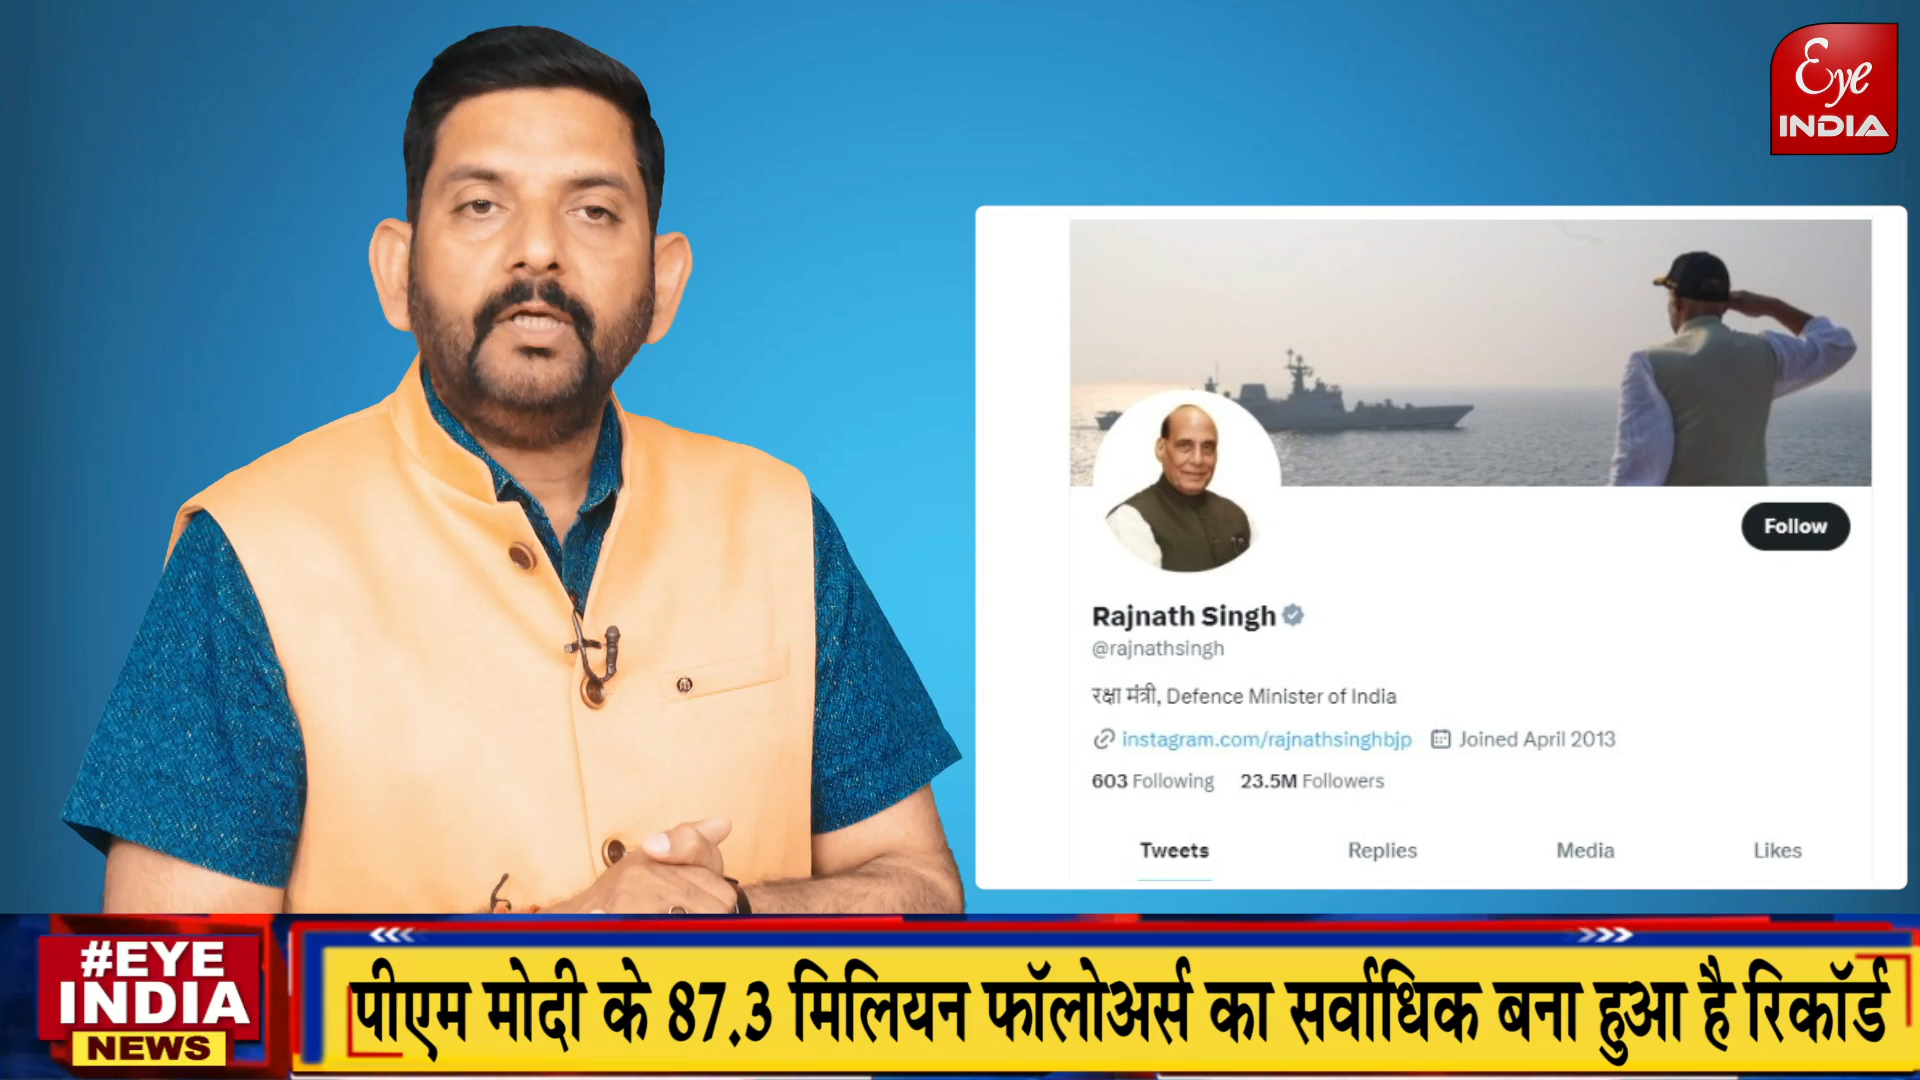 Eye
INDIA
Follow
Rajnath Singh
@rajnathsingh
रक्षा मंत्री, Defence Minister of India
instagram.com/rajnathsinghbjp Joined April 2013
603 Following 23.5M Followers
Tweets Replies Media Likes
#EYE
INDIA
NEWS
पीएम मोदी के 87.3 मिलियन फॉलोअर्स का सर्वाधिक बना हुआ है रिकॉर्ड